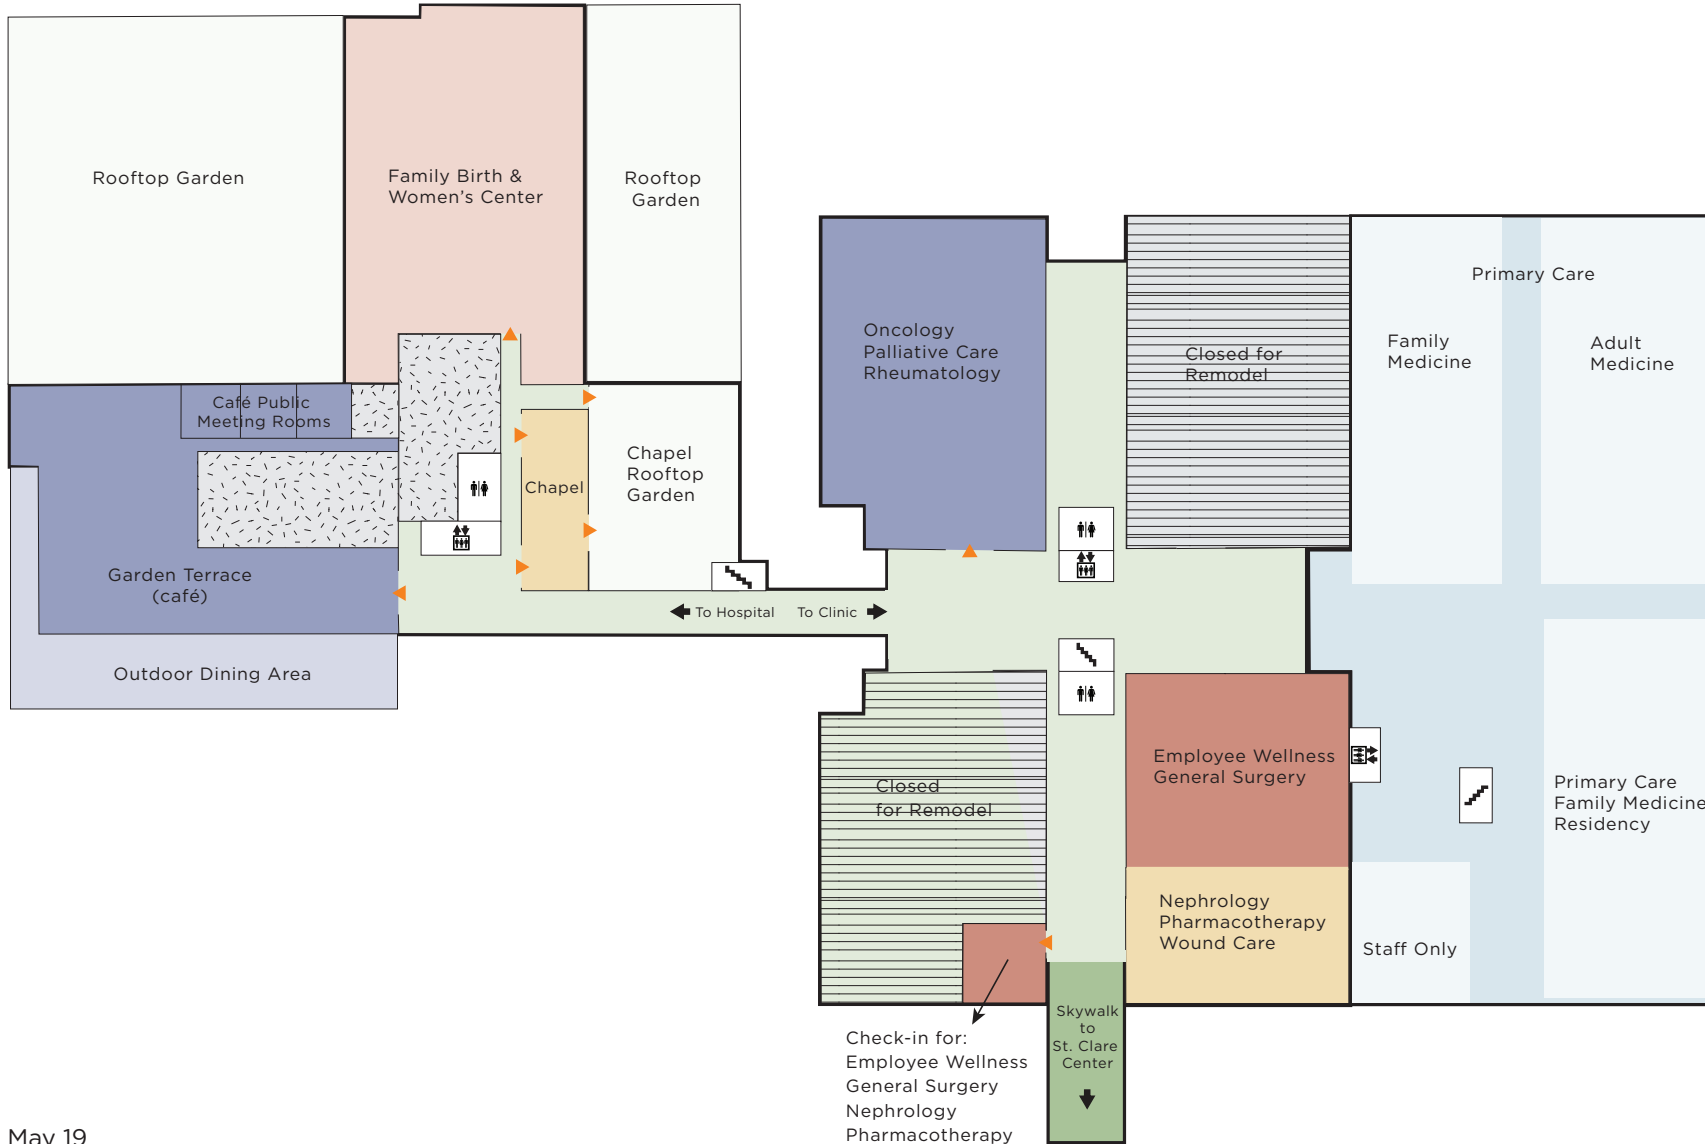 Rooftop Garden
Family Birth &
Women's Center
Rooftop
Garden
Café Public
Meeting Rooms
Chapel
Chapel
Rooftop
Garden
Garden Terrace
(café)
Outdoor Dining Area
To Hospital
To Clinic
Oncology
Palliative Care
Rheumatology
Closed for
Remodel
Primary Care
Family
Medicine
Adult
Medicine
Closed
for Remodel
Employee Wellness
General Surgery
Nephrology
Pharmacotherapy
Wound Care
Primary Care
Family Medicine
Residency
Staff Only
Skywalk
to
St. Clare
Center
Check-in for:
Employee Wellness
General Surgery
Nephrology
Pharmacotherapy
May 19